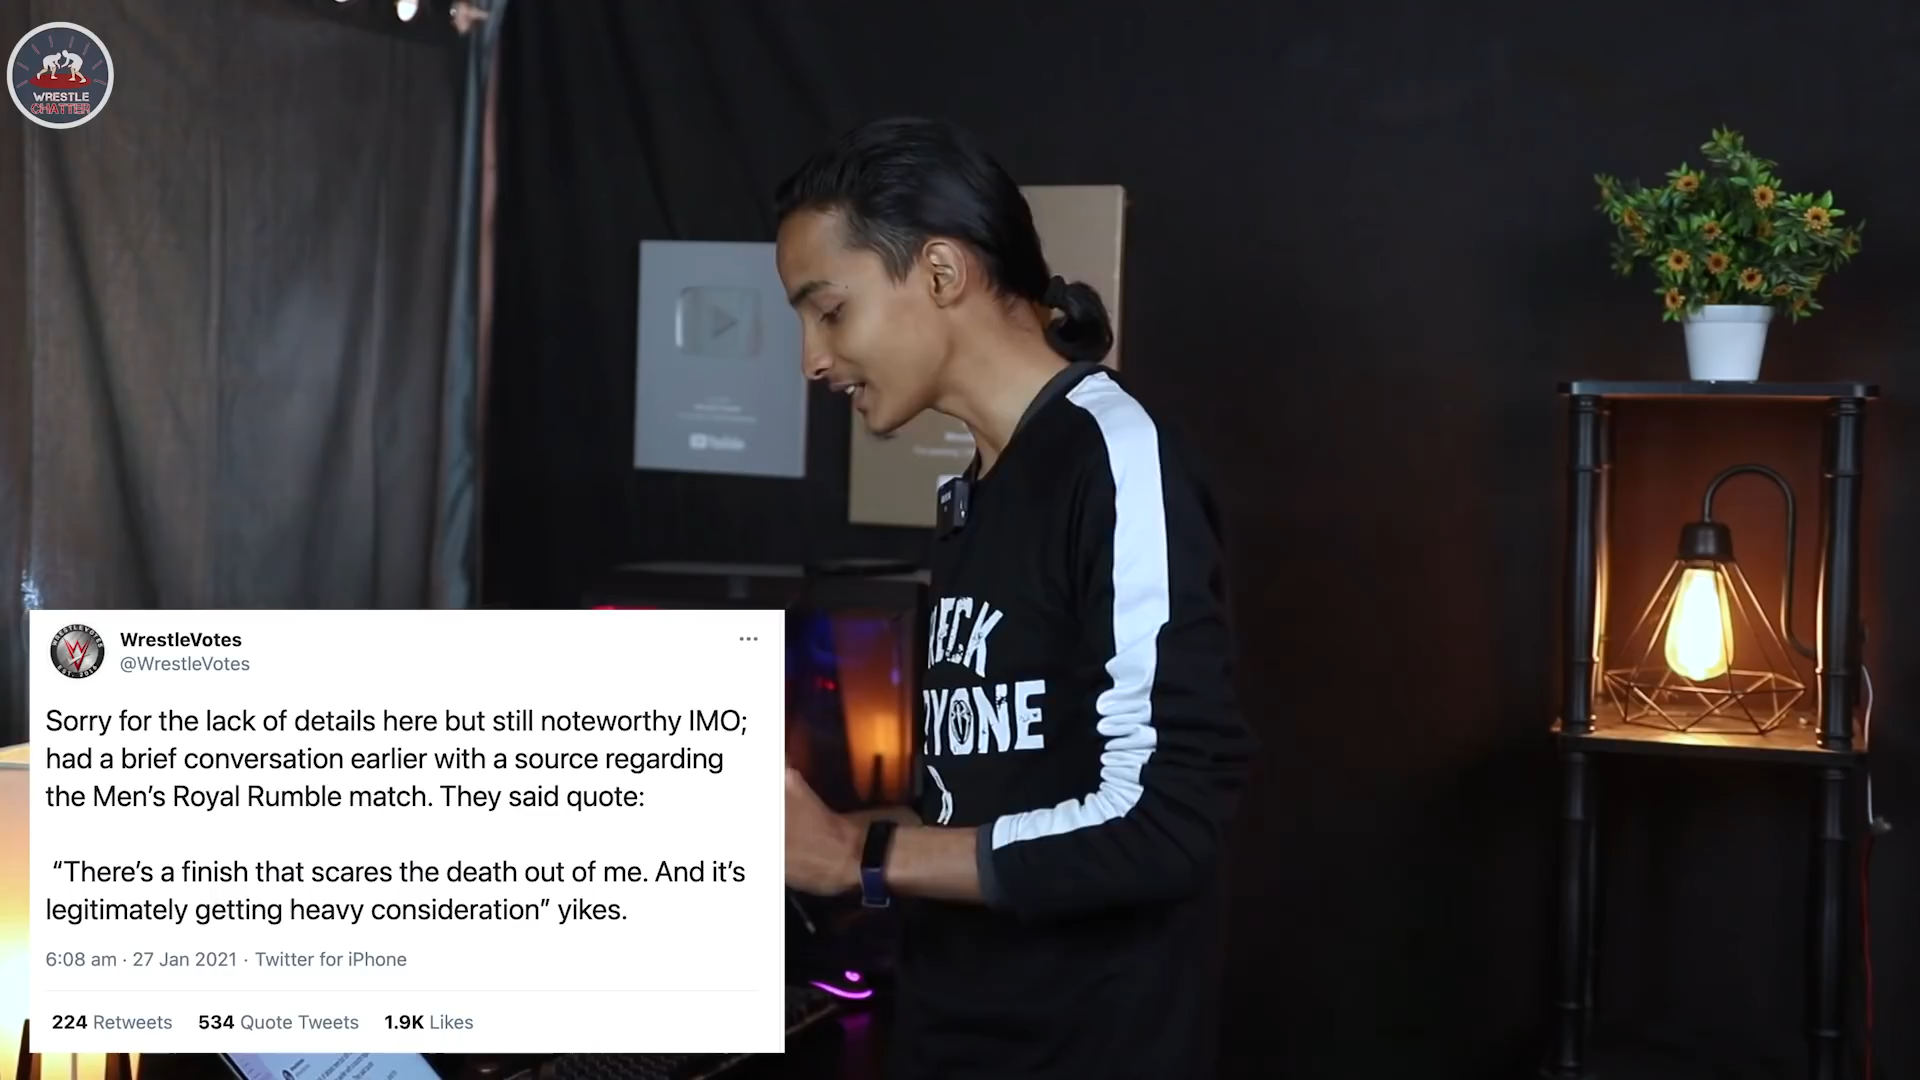 WRESTLE
CHATTER
YouTube
RECK
RYONE
WrestleVotes
@WrestleVotes
Sorry for the lack of details here but still noteworthy IMO;
had a brief conversation earlier with a source regarding
the Men’s Royal Rumble match. They said quote:
“There’s a finish that scares the death out of me. And it’s
legitimately getting heavy consideration” yikes.
6:08 am · 27 Jan 2021 · Twitter for iPhone
224 Retweets 534 Quote Tweets 1.9K Likes